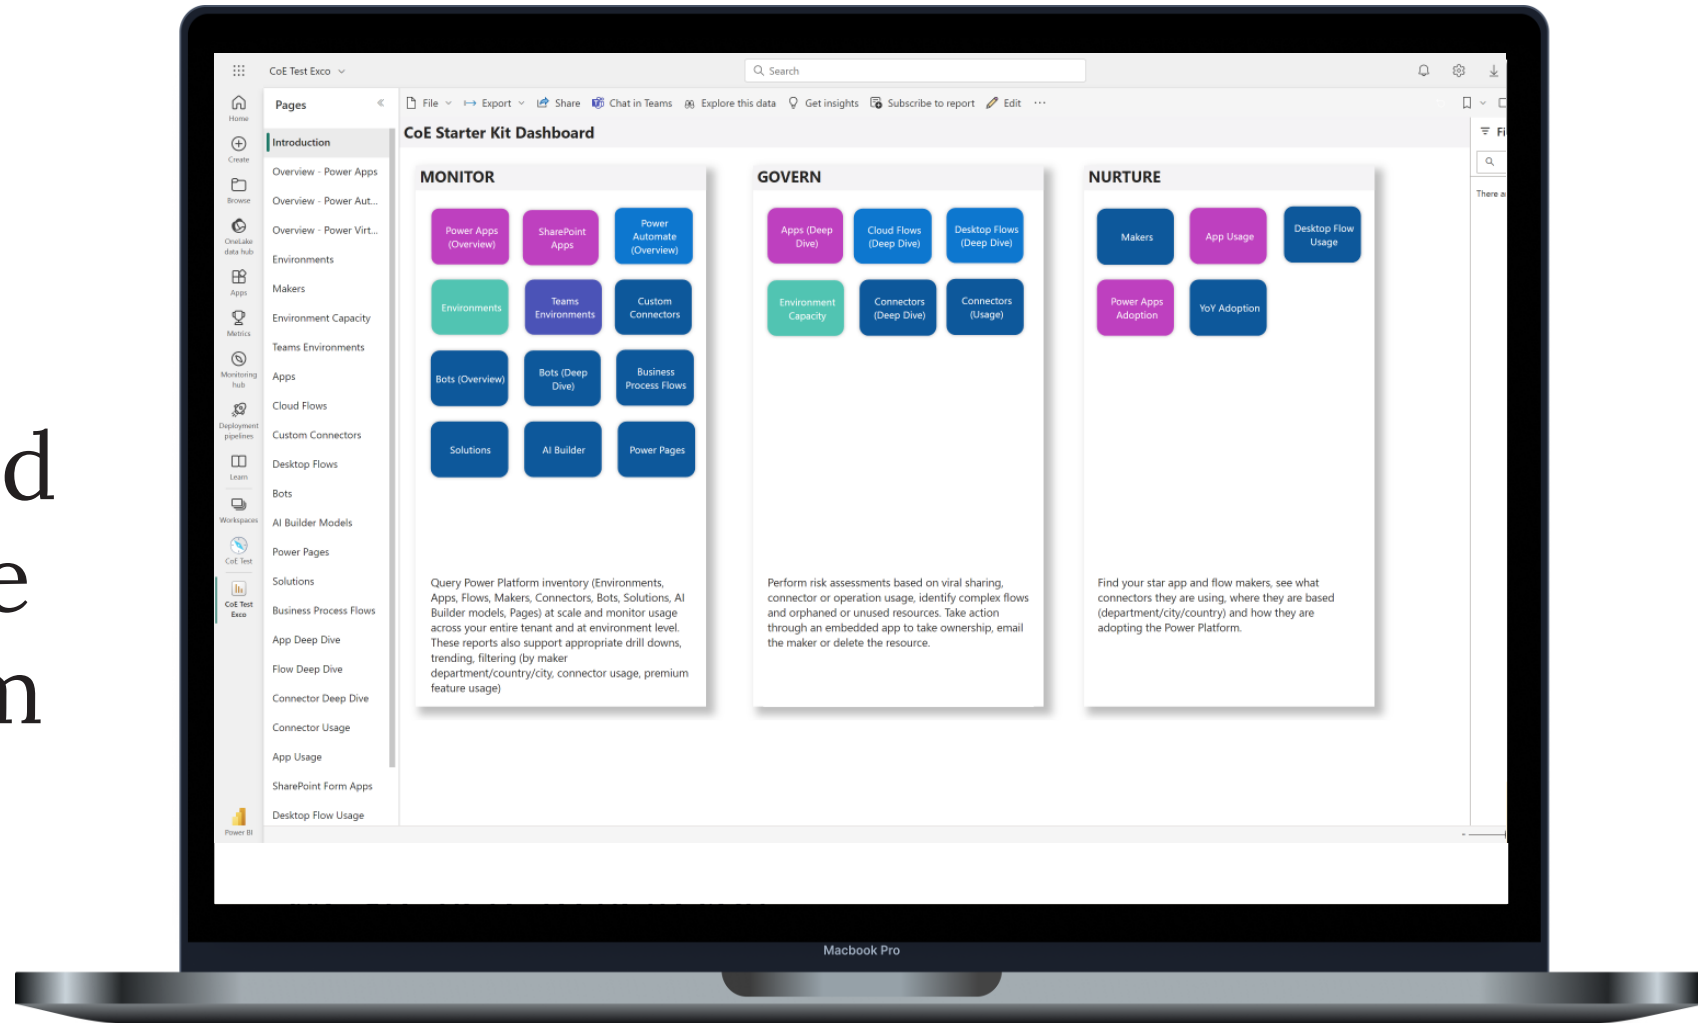 d
e
m
CoE Test Exco
Search
Home
Create
Browse
OneLake
data hub
Apps
Metrics
Monitoring
hub
Deployment
pipelines
Learn
Workspaces
CoE Test
CoE Test
Exco
Power BI
Pages
Introduction
Overview - Power Apps
Overview - Power Aut...
Overview - Power Virt...
Environments
Makers
Environment Capacity
Teams Environments
Apps
Cloud Flows
Custom Connectors
Desktop Flows
Bots
AI Builder Models
Power Pages
Solutions
Business Process Flows
App Deep Dive
Flow Deep Dive
Connector Deep Dive
Connector Usage
App Usage
SharePoint Form Apps
Desktop Flow Usage
File Export Share Chat in Teams Explore this data Get insights Subscribe to report Edit ...
CoE Starter Kit Dashboard
MONITOR
Power Apps
(Overview)
SharePoint
Apps
Power
Automate
(Overview)
Environments
Teams
Environments
Custom
Connectors
Bots (Overview)
Bots (Deep
Dive)
Business
Process Flows
Solutions
AI Builder
Power Pages
Query Power Platform inventory (Environments,
Apps, Flows, Makers, Connectors, Bots, Solutions, AI
Builder models, Pages) at scale and monitor usage
across your entire tenant and at environment level.
These reports also support appropriate drill downs,
trending, filtering (by maker
department/country/city, connector usage, premium
feature usage)
GOVERN
Apps (Deep
Dive)
Cloud Flows
(Deep Dive)
Desktop Flows
(Deep Dive)
Environment
Capacity
Connectors
(Deep Dive)
Connectors
(Usage)
Perform risk assessments based on viral sharing,
connector or operation usage, identify complex flows
and orphaned or unused resources. Take action
through an embedded app to take ownership, email
the maker or delete the resource.
NURTURE
Makers
App Usage
Desktop Flow
Usage
Power Apps
Adoption
YoY Adoption
Find your star app and flow makers, see what
connectors they are using, where they are based
(department/city/country) and how they are
adopting the Power Platform.
Fi
There a
Macbook Pro